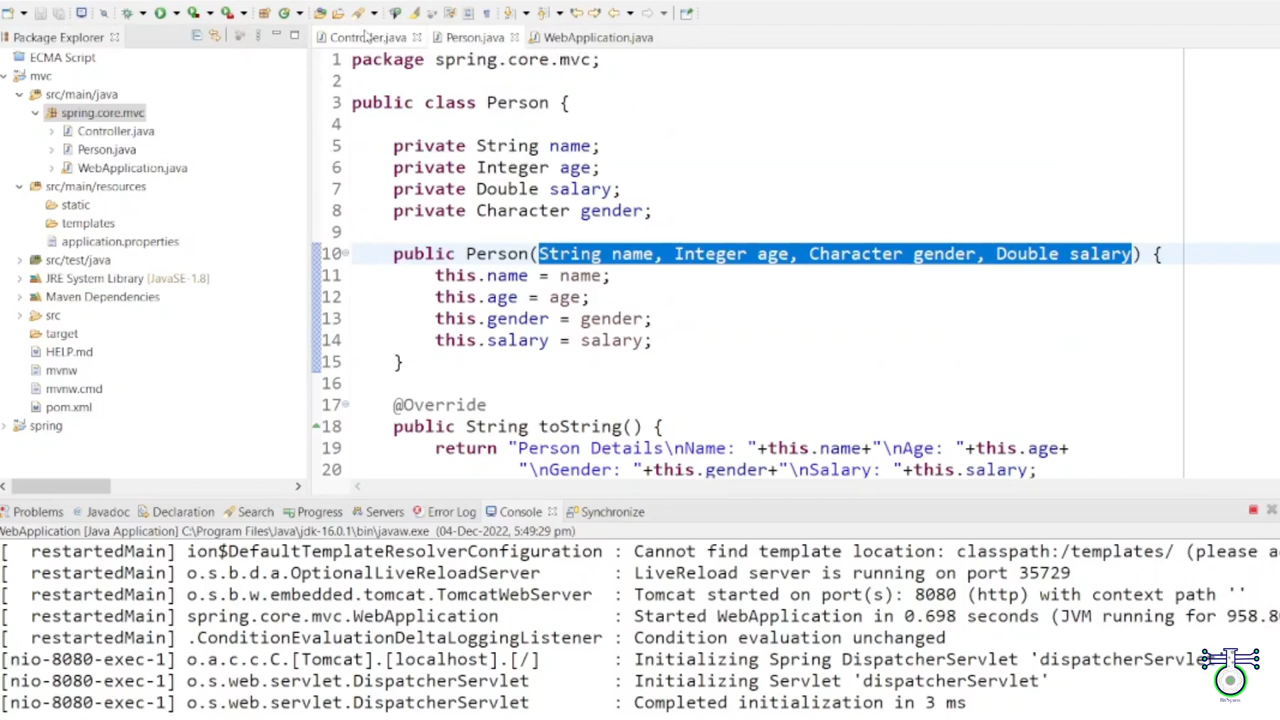 Package Explorer
ECMA Script
mvc
src/main/java
spring.core.mvc
Controller.java
Person.java
WebApplication.java
src/main/resources
static
templates
application.properties
src/test/java
JRE System Library [JavaSE-1.8]
Maven Dependencies
src
target
HELP.md
mvnw
mvnw.cmd
pom.xml
spring
Controller.java Person.java WebApplication.java
1 package spring.core.mvc;
2
3 public class Person {
4
5 private String name;
6 private Integer age;
7 private Double salary;
8 private Character gender;
9
10 public Person(String name, Integer age, Character gender, Double salary) {
11 this.name = name;
12 this.age = age;
13 this.gender = gender;
14 this.salary = salary;
15 }
16
17 @Override
18 public String toString() {
19 return "Person Details\nName: "+this.name+"\nAge: "+this.age+
20 "\nGender: "+this.gender+"\nSalary: "+this.salary;
Problems Javadoc Declaration Search Progress Servers Error Log Console Synchronize
WebApplication [Java Application] C:\Program Files\Java\jdk-16.0.1\bin\javaw.exe (04-Dec-2022, 5:49:29 pm)
[ restartedMain] ion$DefaultTemplateResolverConfiguration : Cannot find template location: classpath:/templates/ (please a
[ restartedMain] o.s.b.d.a.OptionalLiveReloadServer : LiveReload server is running on port 35729
[ restartedMain] o.s.b.w.embedded.tomcat.TomcatWebServer : Tomcat started on port(s): 8080 (http) with context path ''
[ restartedMain] spring.core.mvc.WebApplication : Started WebApplication in 0.698 seconds (JVM running for 958.8
[ restartedMain] .ConditionEvaluationDeltaLoggingListener : Condition evaluation unchanged
[nio-8080-exec-1] o.a.c.c.C.[Tomcat].[localhost].[/] : Initializing Spring DispatcherServlet 'dispatcherServle
[nio-8080-exec-1] o.s.web.servlet.DispatcherServlet : Initializing Servlet 'dispatcherServlet'
[nio-8080-exec-1] o.s.web.servlet.DispatcherServlet : Completed initialization in 3 ms